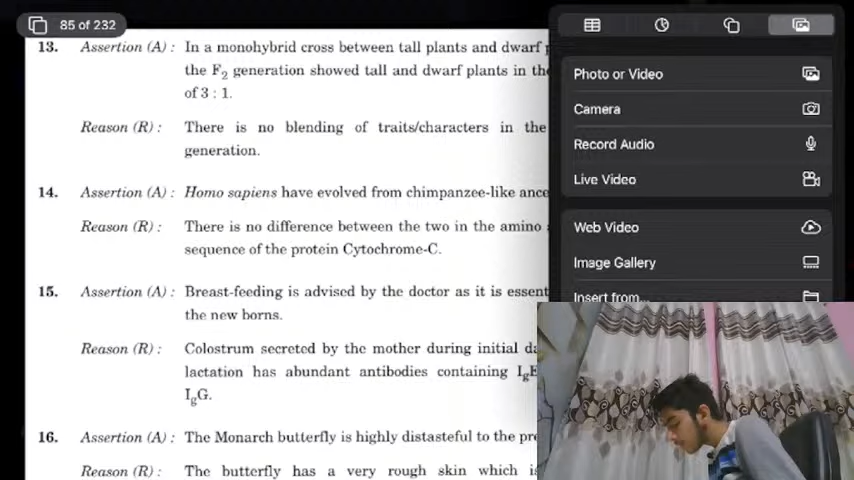 85 of 232
13. Assertion (A) : In a monohybrid cross between tall plants and dwarf
the F2 generation showed tall and dwarf plants in the
of 3 : 1.
Reason (R) : There is no blending of traits/characters in the
generation.
14. Assertion (A) : Homo sapiens have evolved from chimpanzee-like
Reason (R) : There is no difference between the two in the amino
sequence of the protein Cytochrome-C.
15. Assertion (A) : Breast-feeding is advised by the doctor as it is
the new borns.
Reason (R) : Colostrum secreted by the mother during initial
lactation has abundant antibodies containing IgE
IgG.
16. Assertion (A) : The Monarch butterfly is highly distasteful to the
Reason (R) : The butterfly has a very rough skin which
Photo or Video
Camera
Record Audio
Live Video
Web Video
Image Gallery
Insert from...